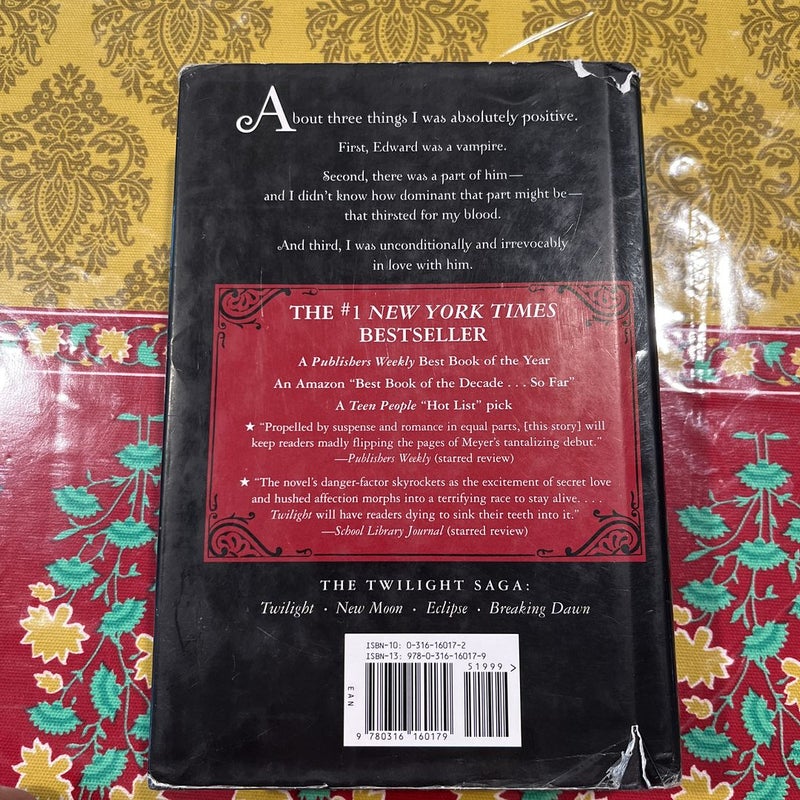 About three things I was absolutely positive.
First, Edward was a vampire.
Second, there was a part of him—
and I didn't know how dominant that part might be—
that thirsted for my blood.
And third, I was unconditionally and irrevocably
in love with him.
THE #1 NEW YORK TIMES
BESTSELLER
A Publishers Weekly Best Book of the Year
An Amazon “Best Book of the Decade . . . So Far”
A Teen People “Hot List” pick
★ “Propelled by suspense and romance in equal parts, [this story] will
keep readers madly flipping the pages of Meyer's tantalizing debut.”
—Publishers Weekly (starred review)
★ “The novel's danger-factor skyrockets as the excitement of secret love
and hushed affection morphs into a terrifying race to stay alive. . . .
Twilight will have readers dying to sink their teeth into it.”
—School Library Journal (starred review)
THE TWILIGHT SAGA:
Twilight · New Moon · Eclipse · Breaking Dawn
ISBN-10: 0-316-16017-2
ISBN-13: 978-0-316-16017-9
51999>
EAN
9 780316 160179